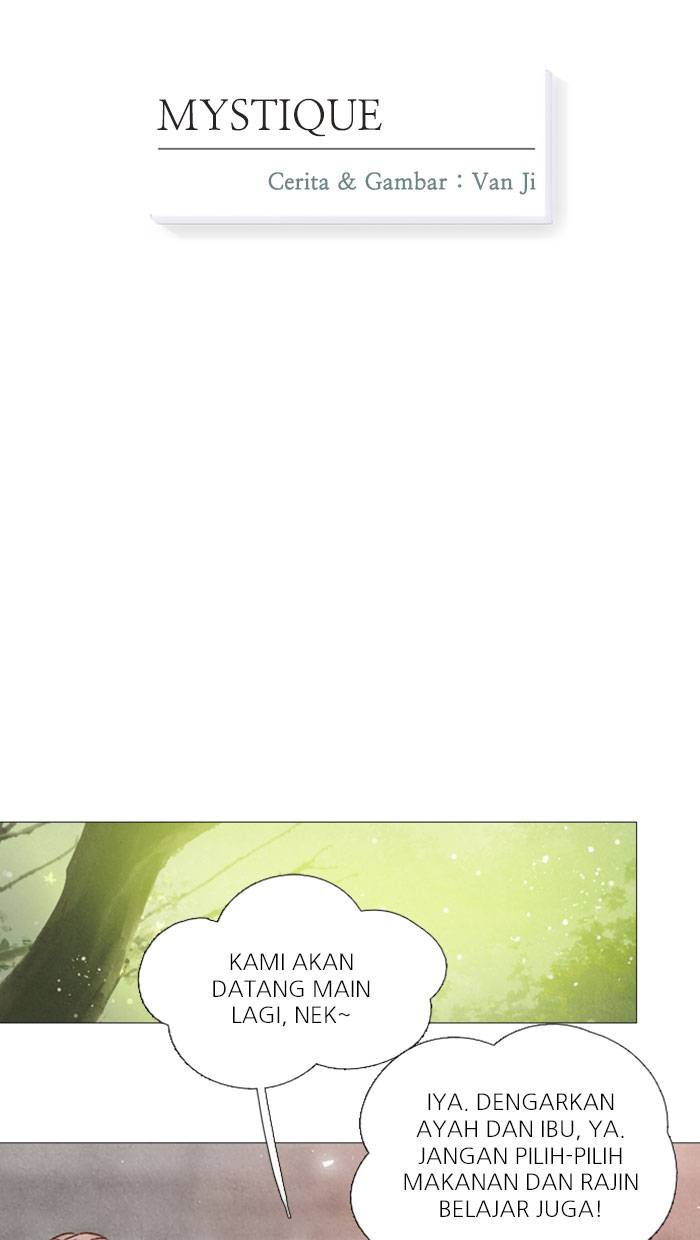 MYSTIQUE
Cerita & Gambar : Van Ji
KAMI AKAN
DATANG MAIN
LAGI, NEK~
IYA. DENGARKAN
AYAH DAN IBU, YA.
JANGAN PILIH-PILIH
MAKANAN DAN RAJIN
BELAJAR JUGA!